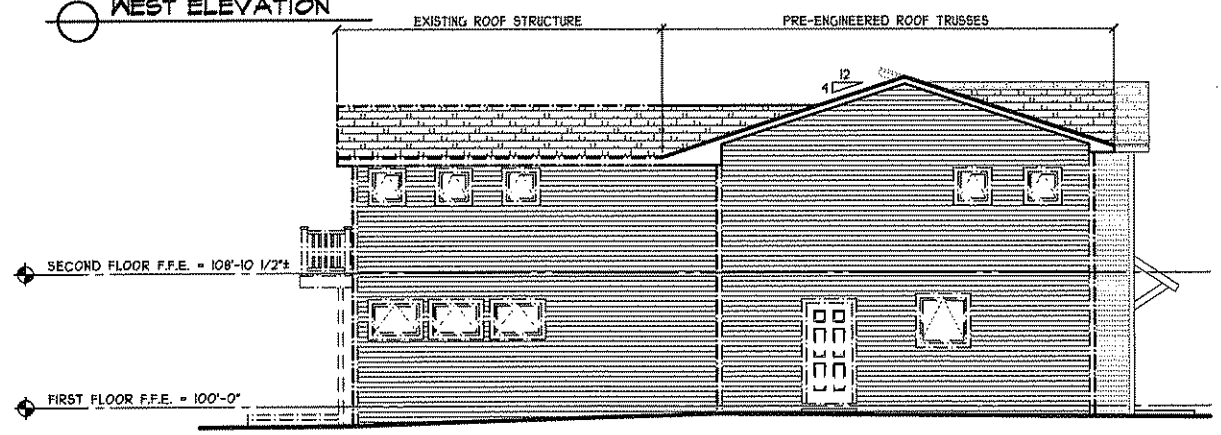 WEST ELEVATION
EXISTING ROOF STRUCTURE
PRE-ENGINEERED ROOF TRUSSES
12
4
SECOND FLOOR F.F.E. = 108'-10 1/2"±
FIRST FLOOR F.F.E. = 100'-0"